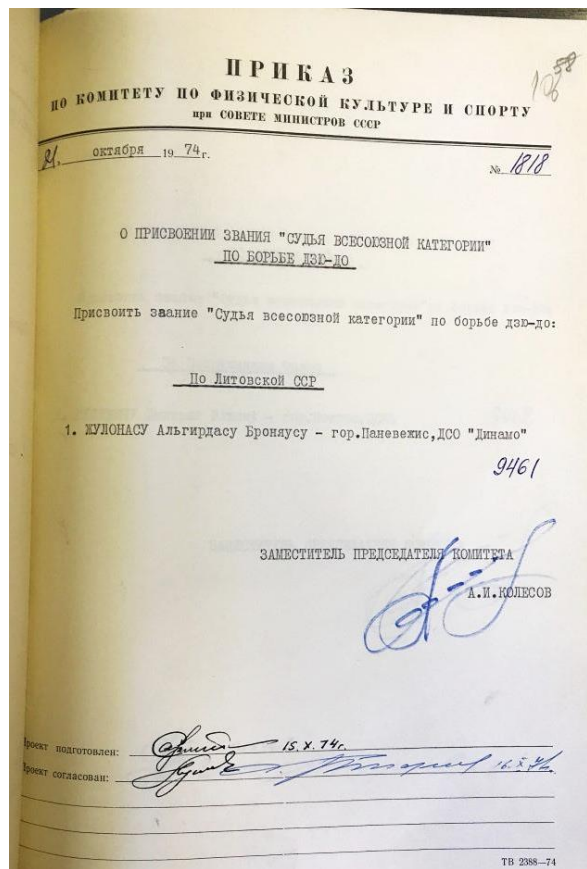 ПРИКАЗ
ПО КОМИТЕТУ ПО ФИЗИЧЕСКОЙ КУЛЬТУРЕ И СПОРТУ
при СОВЕТЕ МИНИСТРОВ СССР
21, октября 1974г.
№ 1818
О ПРИСВОЕНИИ ЗВАНИЯ "СУДЬЯ ВСЕСОЮЗНОЙ КАТЕГОРИИ"
ПО БОРЬБЕ ДЗЮ-ДО
Присвоить звание "Судья всесоюзной категории" по борьбе дзю-до:
По Литовской ССР
1. ЖУЛОНАСУ Альгирдасу Броняусу - гор.Паневежис,ДСО "Динамо"
9461
ЗАМЕСТИТЕЛЬ ПРЕДСЕДАТЕЛЯ КОМИТЕТА
А.И.КОЛЕСОВ
Проект подготовлен: 15.X.74г.
Проект согласован:
ТВ 2388—74